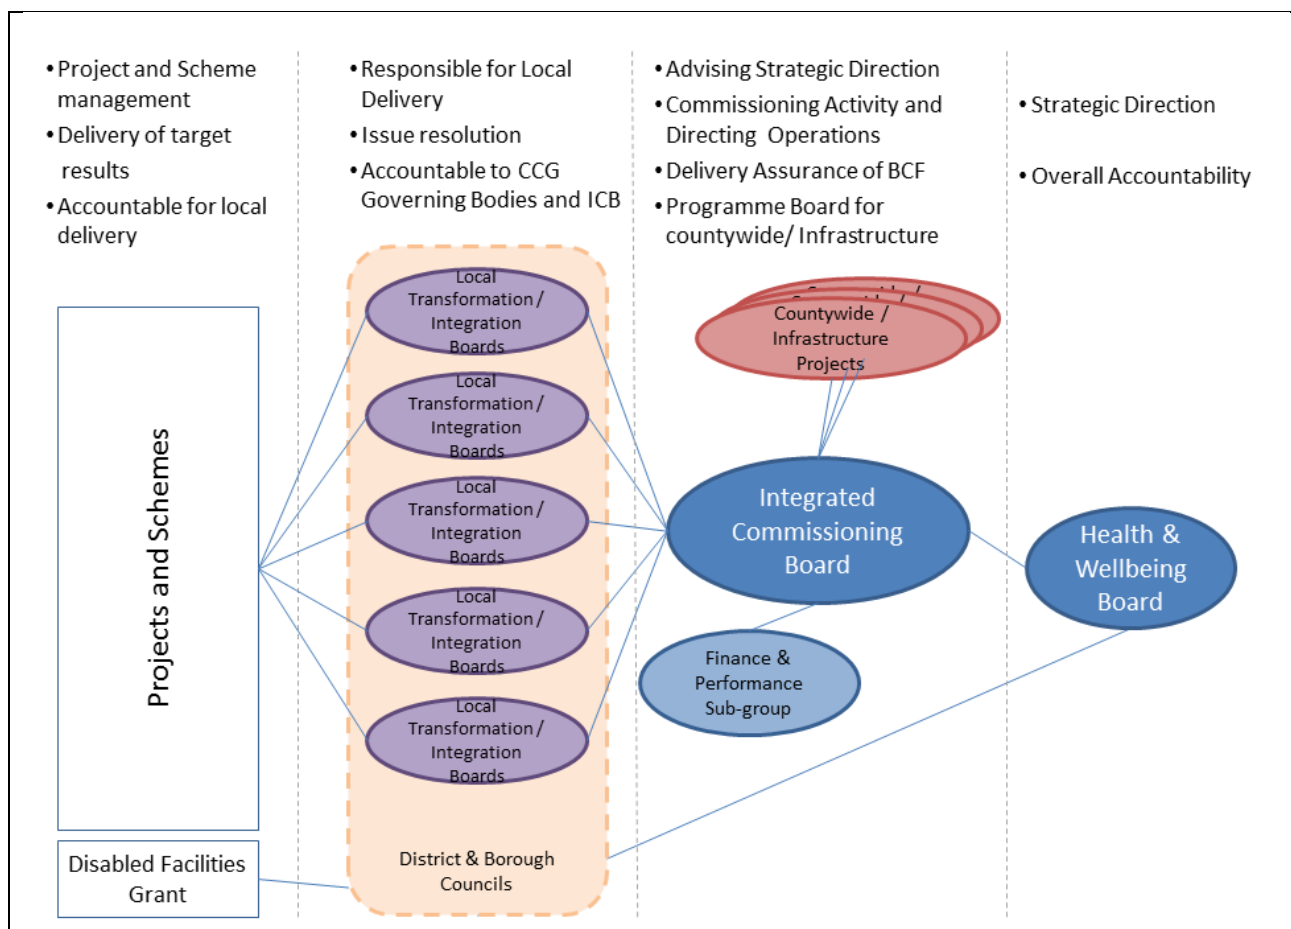 •Project and Scheme
management
•Delivery of target
results
•Accountable for local
delivery
•Responsible for Local
Delivery
•Issue resolution
•Accountable to CCG
Governing Bodies and ICB
•Advising Strategic Direction
•Commissioning Activity and
Directing Operations
•Delivery Assurance of BCF
•Programme Board for
countywide/ Infrastructure
•Strategic Direction
•Overall Accountability
Projects and Schemes
Disabled Facilities
Grant
Local
Transformation /
Integration
Boards
Local
Transformation /
Integration
Boards
Local
Transformation /
Integration
Boards
Local
Transformation /
Integration
Boards
Local
Transformation /
Integration
Boards
District & Borough
Councils
Countywide /
Infrastructure
Projects
Integrated
Commissioning
Board
Finance &
Performance
Sub-group
Health &
Wellbeing
Board